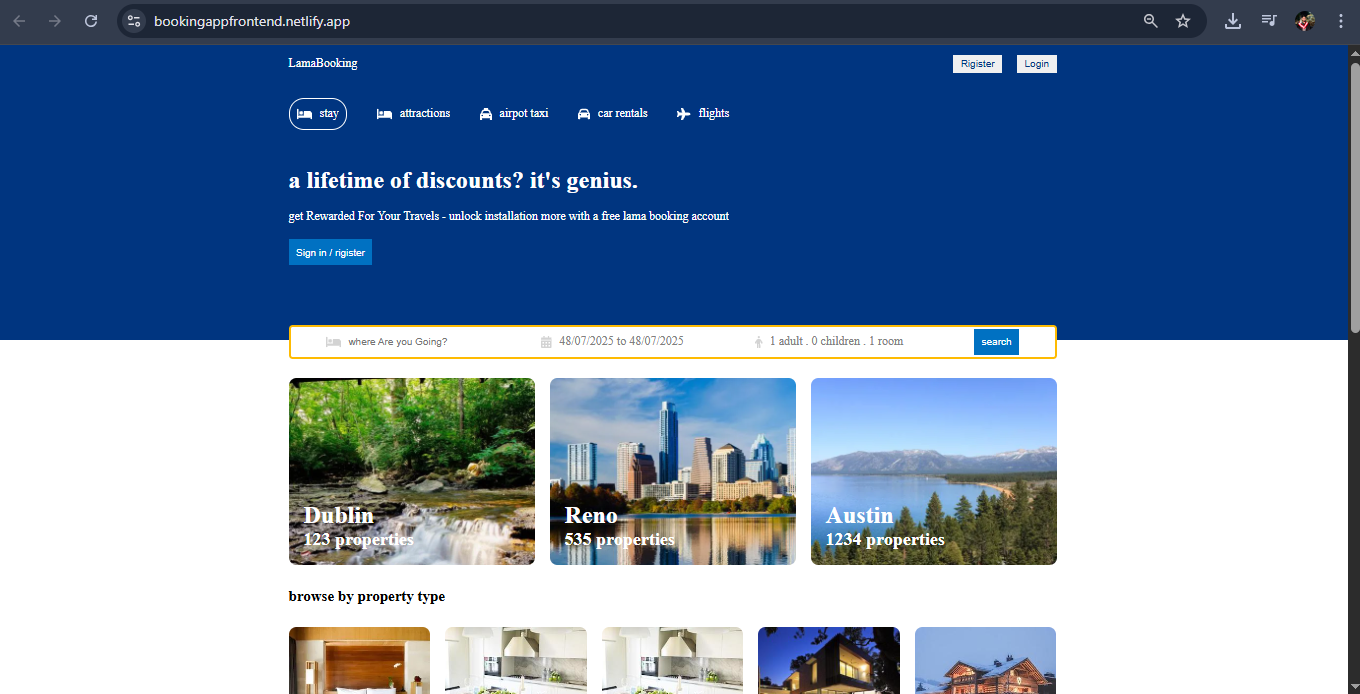 bookingappfrontend.netlify.app
LamaBooking
Rigister
Login
stay
attractions
airpot taxi
car rentals
flights
a lifetime of discounts? it's genius.
get Rewarded For Your Travels - unlock installation more with a free lama booking account
Sign in / rigister
where Are you Going?
48/07/2025 to 48/07/2025
1 adult . 0 children . 1 room
search
Dublin
123 properties
Reno
535 properties
Austin
1234 properties
browse by property type